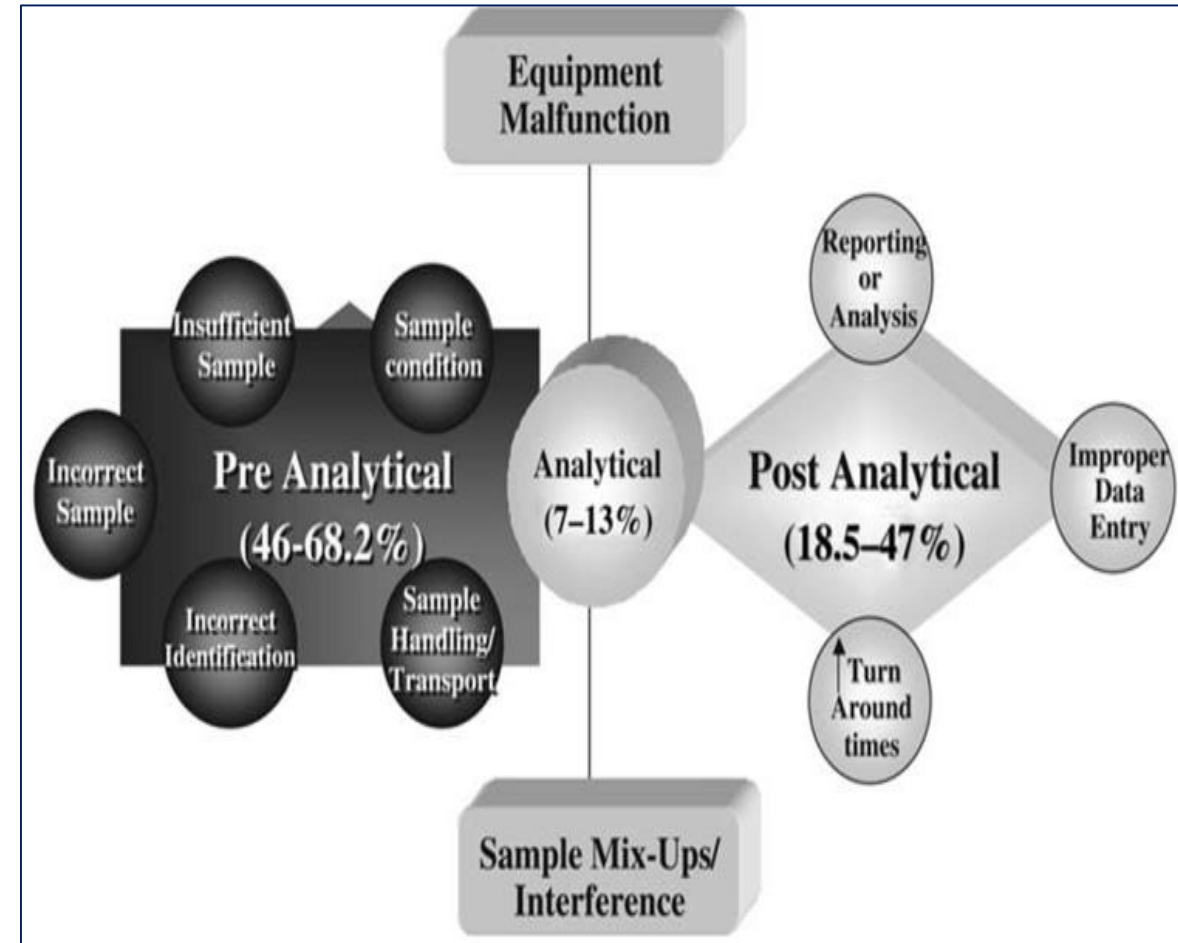 Equipment
Malfunction
Insufficient
Sample
Sample
condition
Incorrect
Sample
Pre Analytical
(46-68.2%)
Incorrect
Identification
Sample
Handling/
Transport
Analytical
(7–13%)
Reporting
or
Analysis
Post Analytical
(18.5–47%)
Improper
Data
Entry
Turn
Around
times
Sample Mix-Ups/
Interference